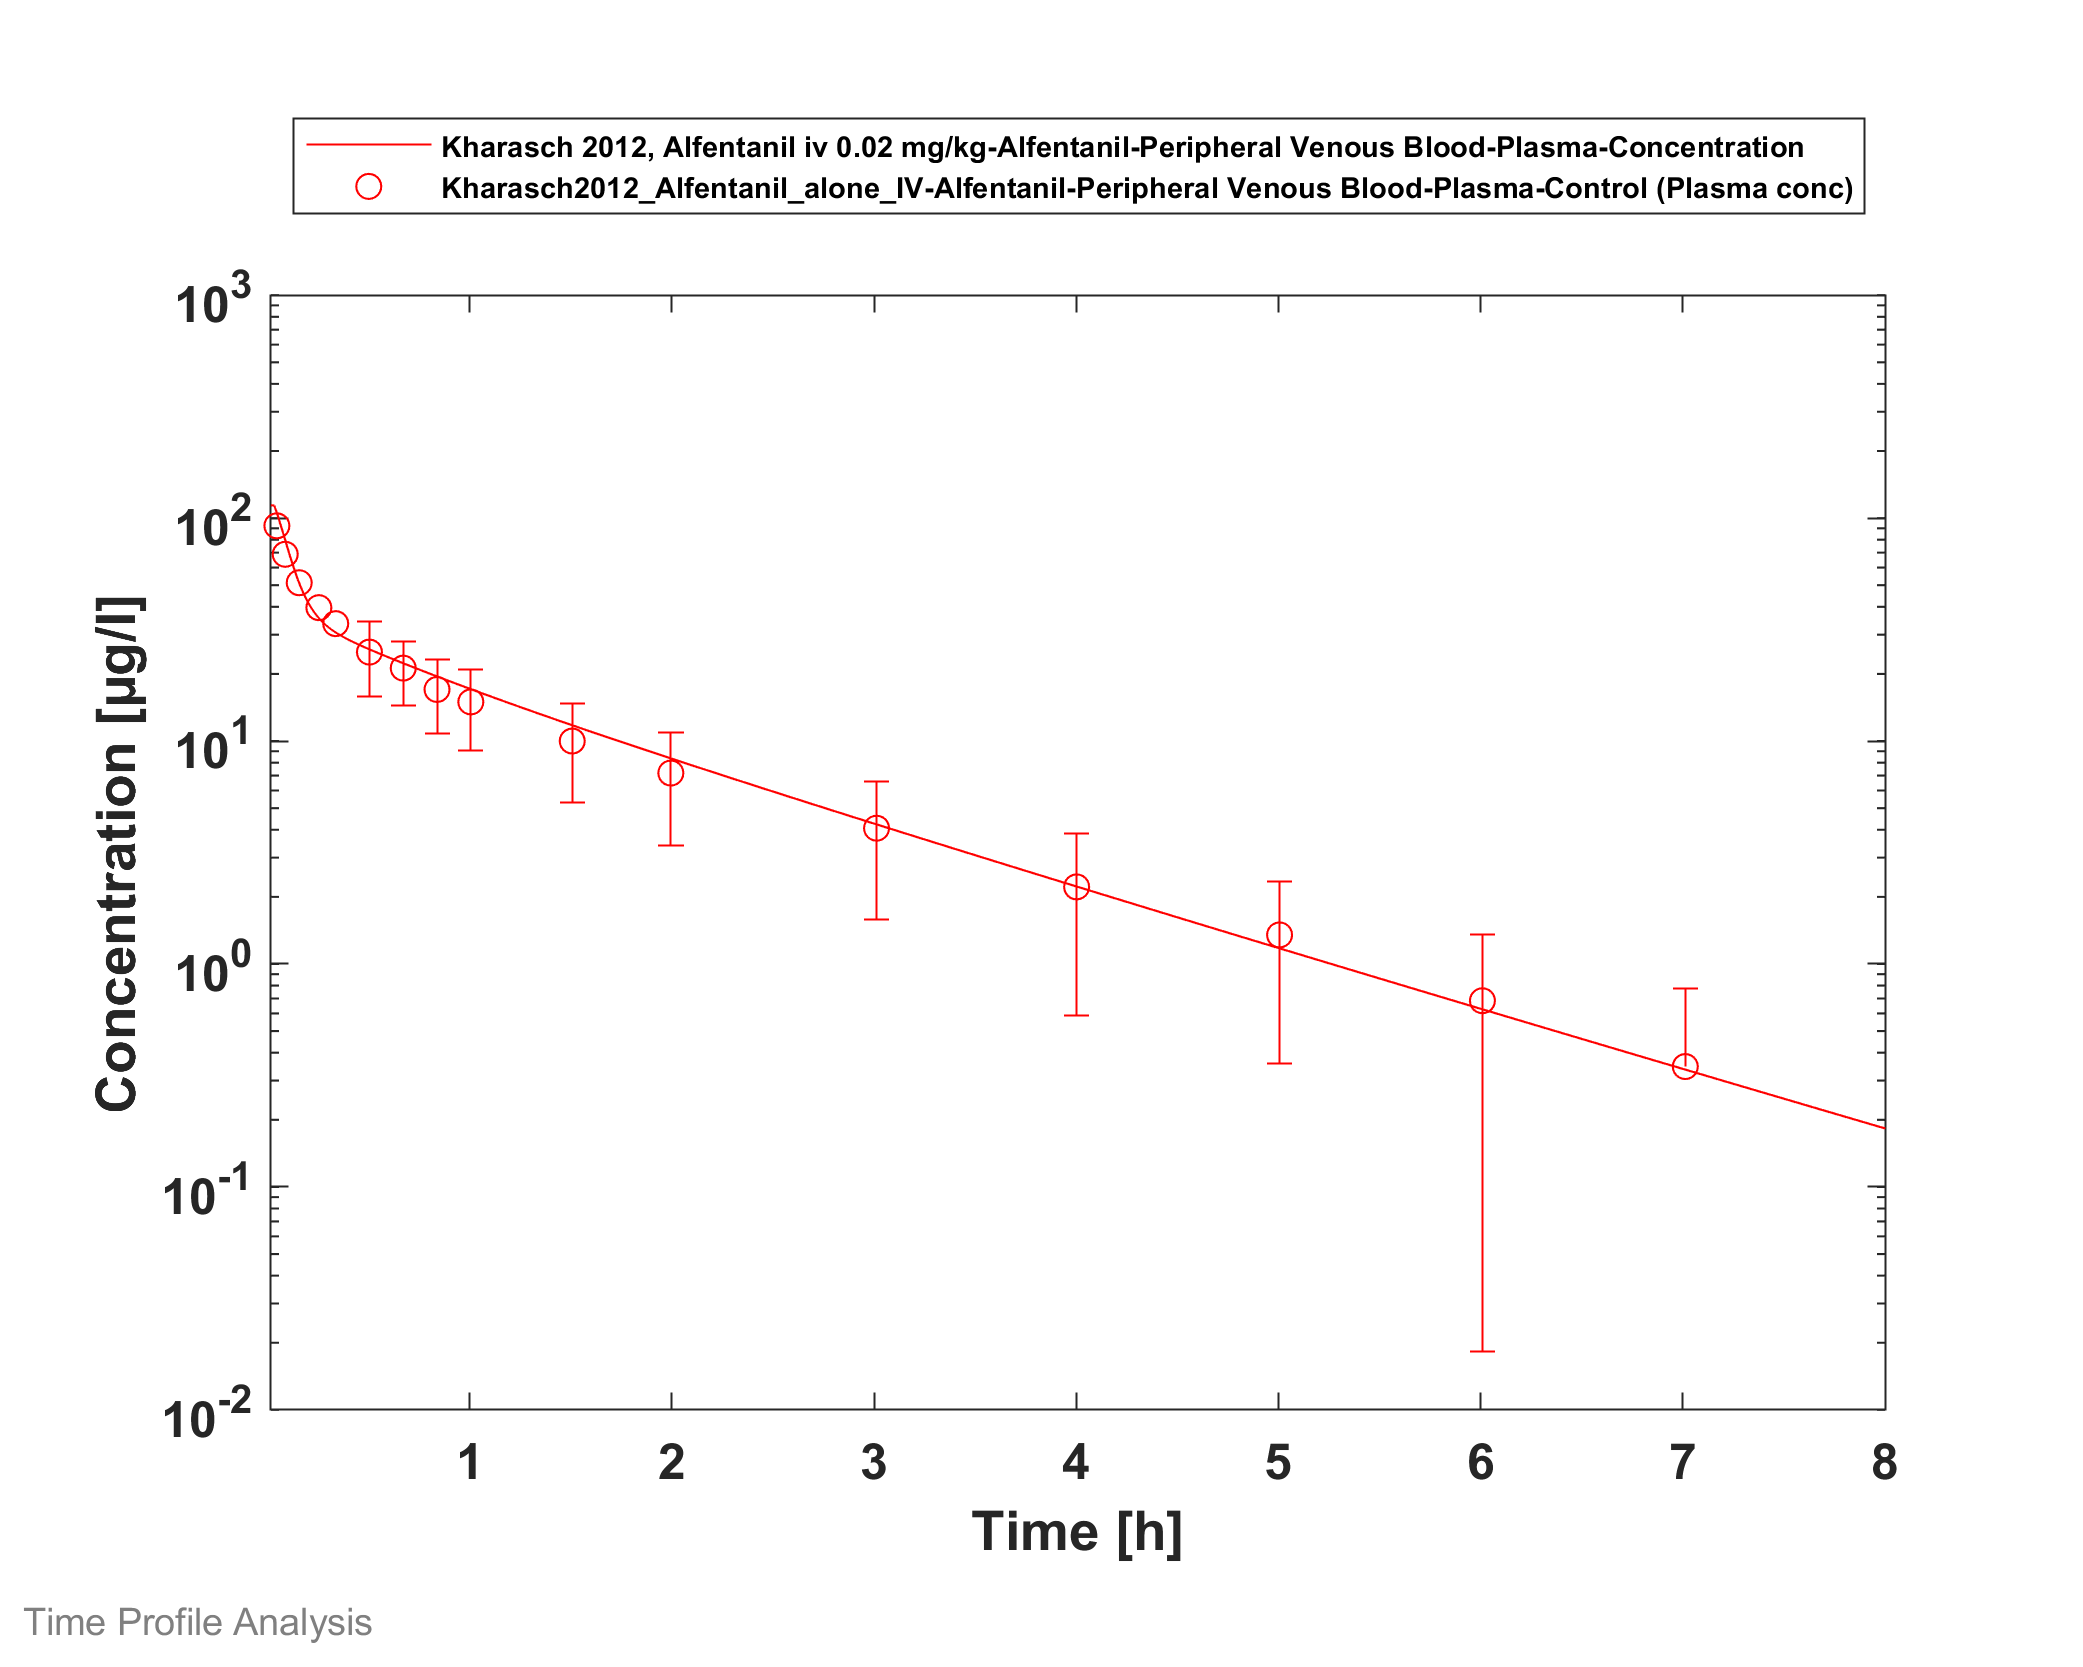 Kharasch 2012, Alfentanil iv 0.02 mg/kg-Alfentanil-Peripheral Venous Blood-Plasma-Concentration
Kharasch2012_Alfentanil_alone_IV-Alfentanil-Peripheral Venous Blood-Plasma-Control (Plasma conc)
10^3
10^2
10^1
10^0
10^-1
10^-2
Concentration [µg/l]
1 2 3 4 5 6 7 8
Time [h]
Time Profile Analysis